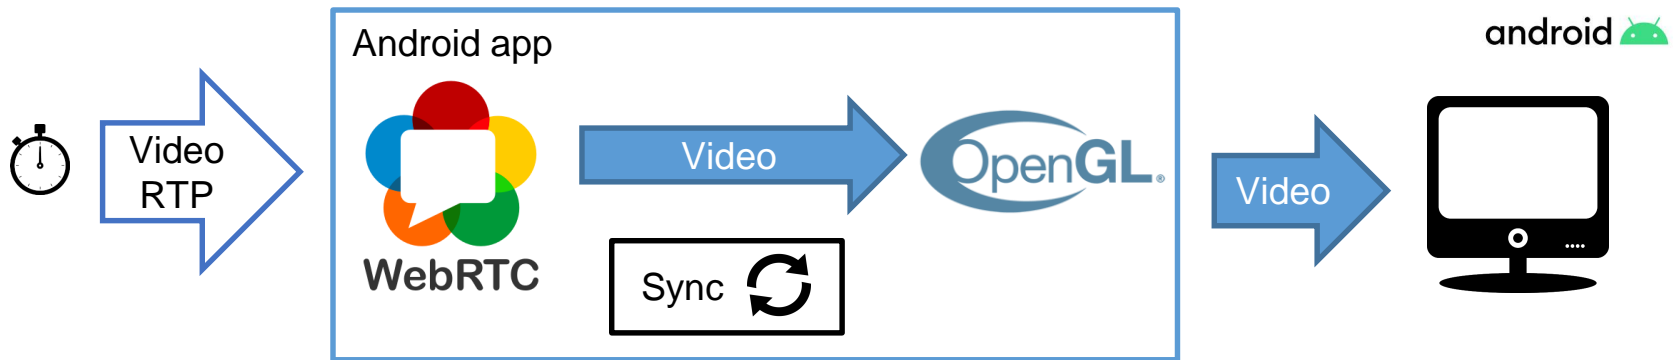 Android app
android
Video
RTP
Video
OpenGL®
Video
WebRTC
Sync